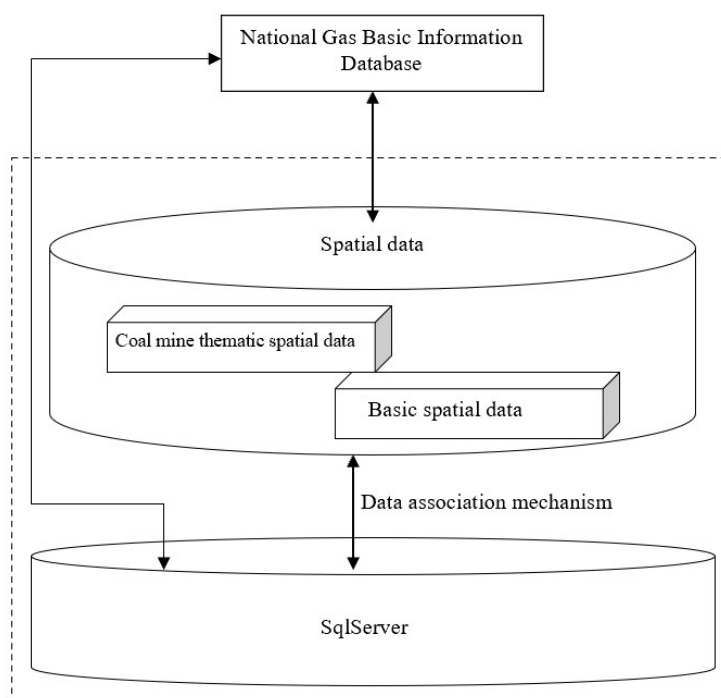 National Gas Basic Information
Database
Spatial data
Coal mine thematic spatial data
Basic spatial data
Data association mechanism
SqlServer